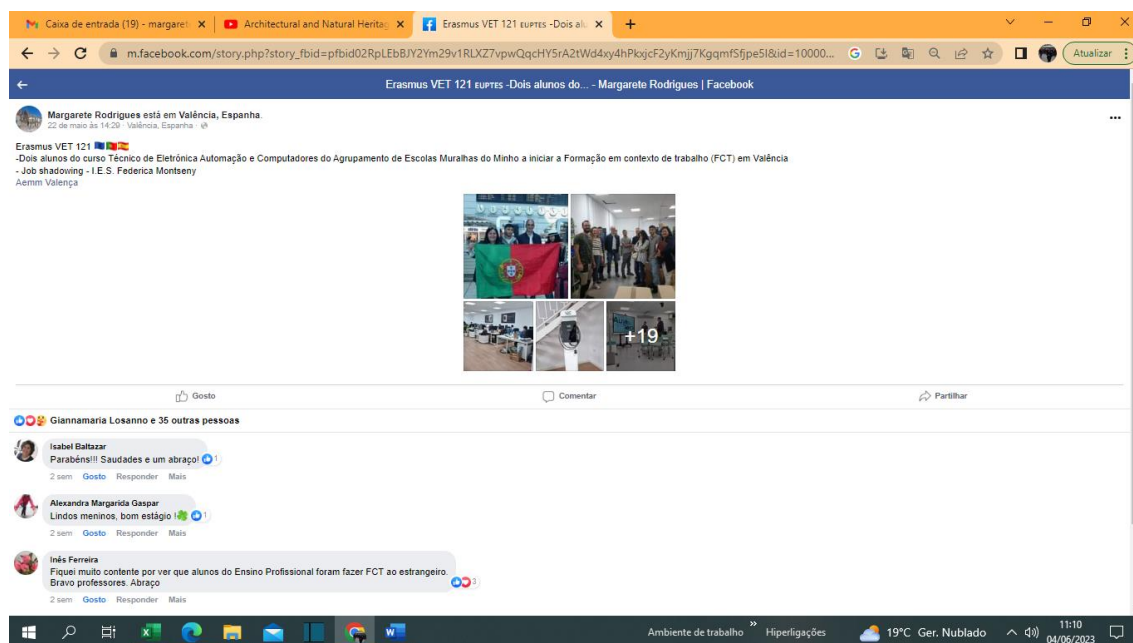 Caixa de entrada (19) - margaret
Architectural and Natural Heritag
Erasmus VET 121 ᴇᴜᴘᴛᴇs -Dois alu
m.facebook.com/story.php?story_fbid=pfbid02RpLEbBJY2Ym29v1RLXZ7vpwQqcHY5rA2tWd4xy4hPkxjcF2yKmjj7KgqmfSfjpe5l&id=10000...
Atualizar
Erasmus VET 121 ᴇᴜᴘᴛᴇs -Dois alunos do... - Margarete Rodrigues | Facebook
Margarete Rodrigues está em Valência, Espanha.
22 de maio às 14:29 · Valência, Espanha ·
Erasmus VET 121 🇪🇺🇵🇹🇪🇸
-Dois alunos do curso Técnico de Eletrónica Automação e Computadores do Agrupamento de Escolas Muralhas do Minho a iniciar a Formação em contexto de trabalho (FCT) em Valência
- Job shadowing - I.E.S. Federica Montseny
Aemm Valença
+19
Gosto Comentar Partilhar
Giannamaria Losanno e 35 outras pessoas
Isabel Baltazar
Parabéns!!! Saudades e um abraço! 1
2 sem Gosto Responder Mais
Alexandra Margarida Gaspar
Lindos meninos, bom estágio !🍀 1
2 sem Gosto Responder Mais
Inês Ferreira
Fiquei muito contente por ver que alunos do Ensino Profissional foram fazer FCT ao estrangeiro.
Bravo professores. Abraço 3
2 sem Gosto Responder Mais
Ambiente de trabalho » Hiperligações 19°C Ger. Nublado 11:10
04/06/2023